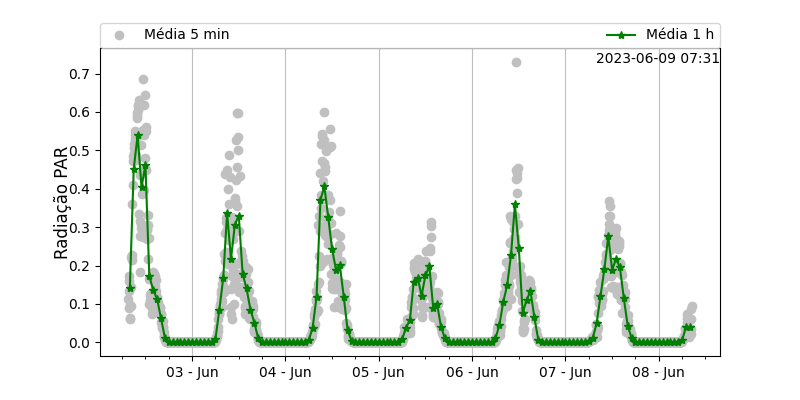 Média 5 min
Média 1 h
2023-06-09 07:31
Radiação PAR
0.7
0.6
0.5
0.4
0.3
0.2
0.1
0.0
03 - Jun
04 - Jun
05 - Jun
06 - Jun
07 - Jun
08 - Jun